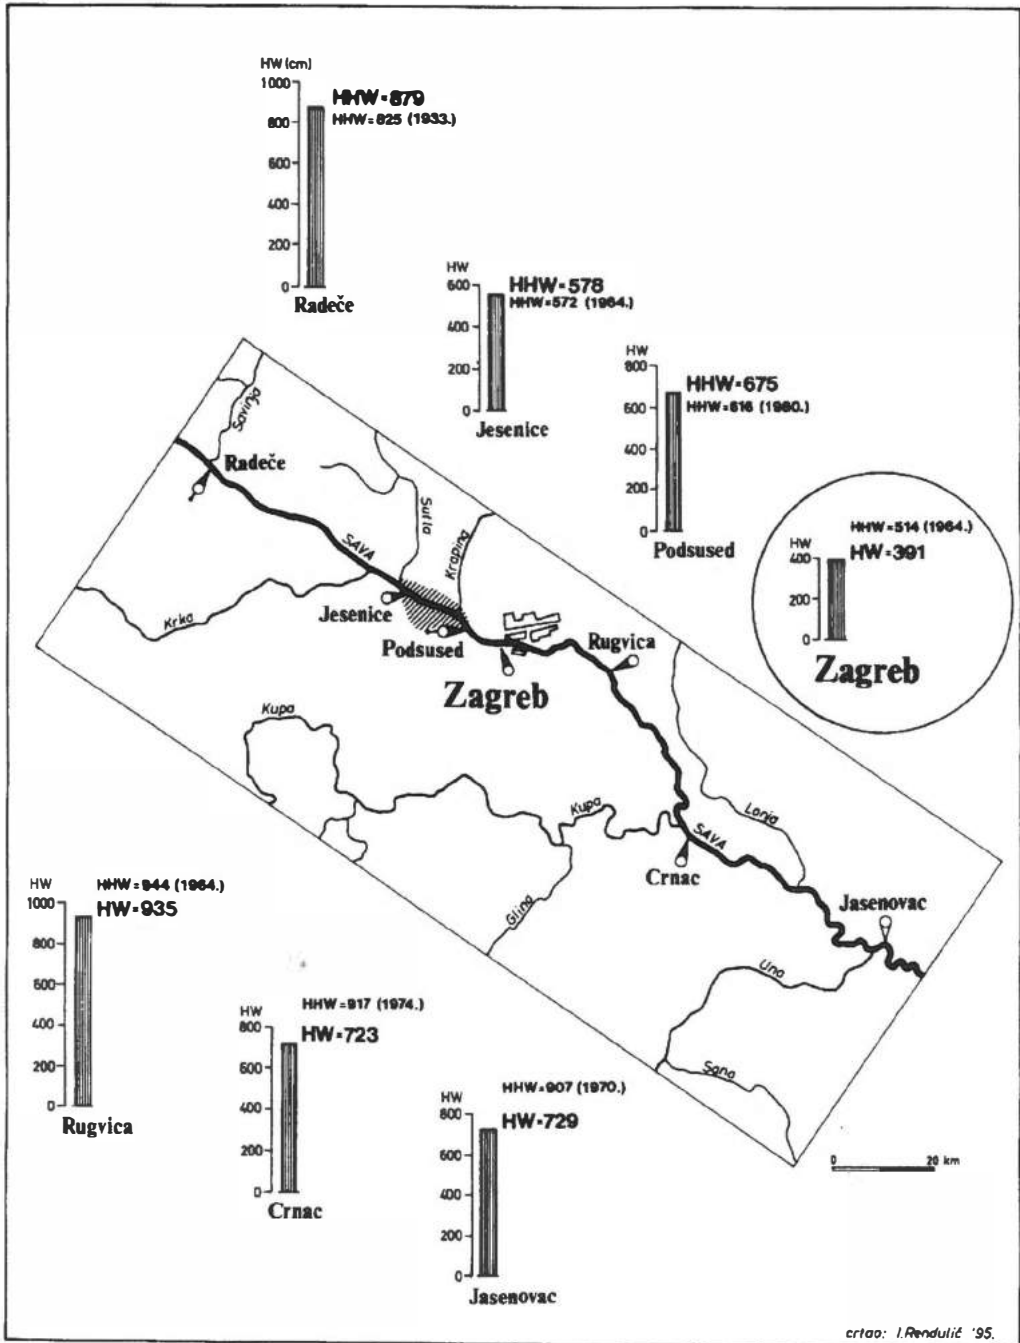 HW (cm)
1000
800
600
400
200
0
HHW=879
HHW=825 (1933.)
Radeče
HW
600
400
200
0
HHW=578
HHW=572 (1964.)
Jesenice
HW
800
600
400
200
0
HHW=675
HHW=616 (1980.)
Podsused
HHW=514 (1964.)
HW
400
200
0
HW=391
Zagreb
Savinja
Radeče
SAVA
Sutla
Krapina
Krka
Jesenice
Podsused
Zagreb
Rugvica
Kupa
Kupa
Glina
Lonja
SAVA
Crnac
Jasenovac
Una
Sana
0 20 km
HW
1000
800
600
400
200
0
HHW=944 (1964.)
HW=935
Rugvica
HW
800
600
400
200
0
HHW=917 (1974.)
HW=723
Crnac
HW
800
600
400
200
0
HHW=907 (1970.)
HW=729
Jasenovac
crtao: I.Rendulić '95.